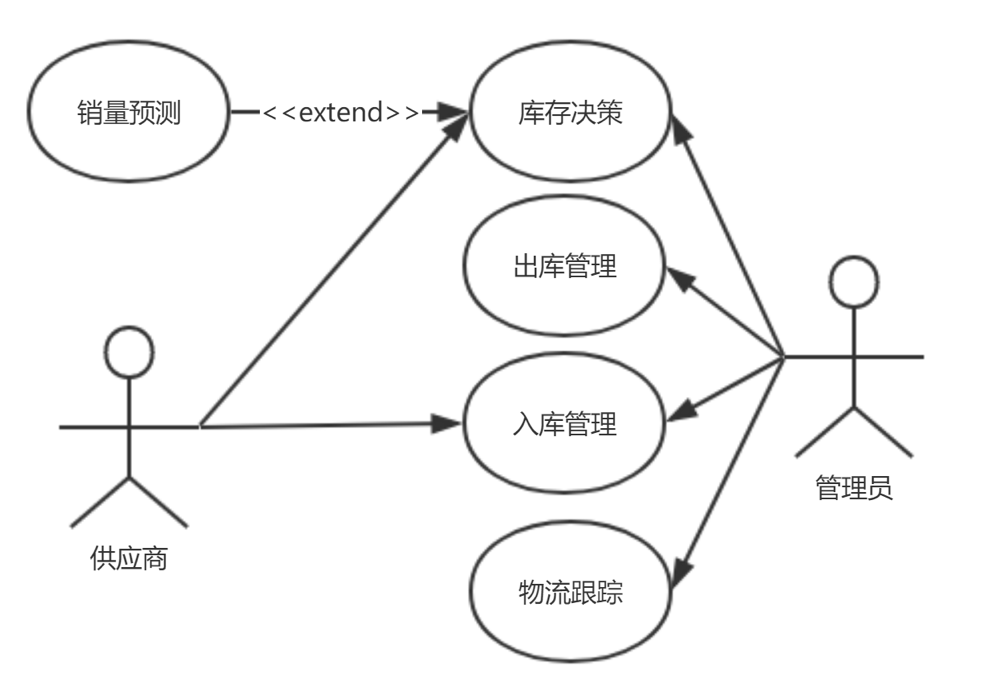 销量预测
<<extend>>
库存决策
出库管理
入库管理
管理员
供应商
物流跟踪